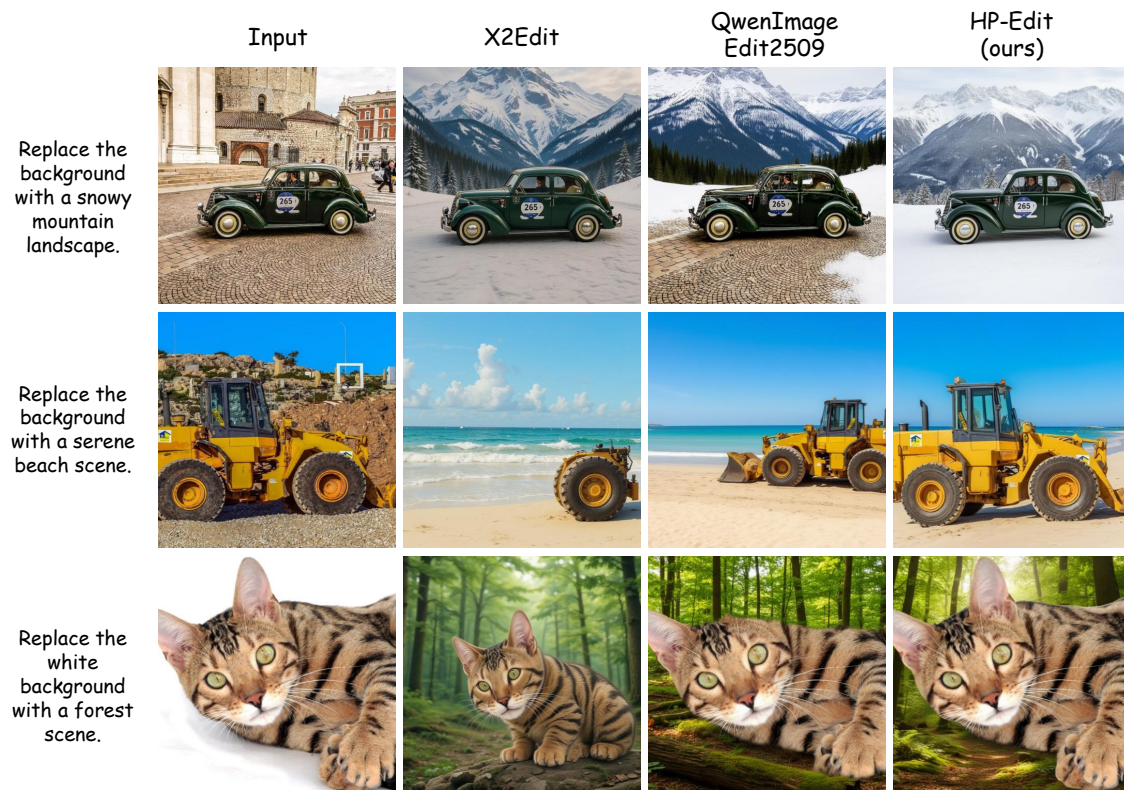 Input
X2Edit
QwenImage
Edit2509
HP-Edit
(ours)
Replace the
background
with a snowy
mountain
landscape.
265
265
265
265
Replace the
background
with a serene
beach scene.
Replace the
white
background
with a forest
scene.